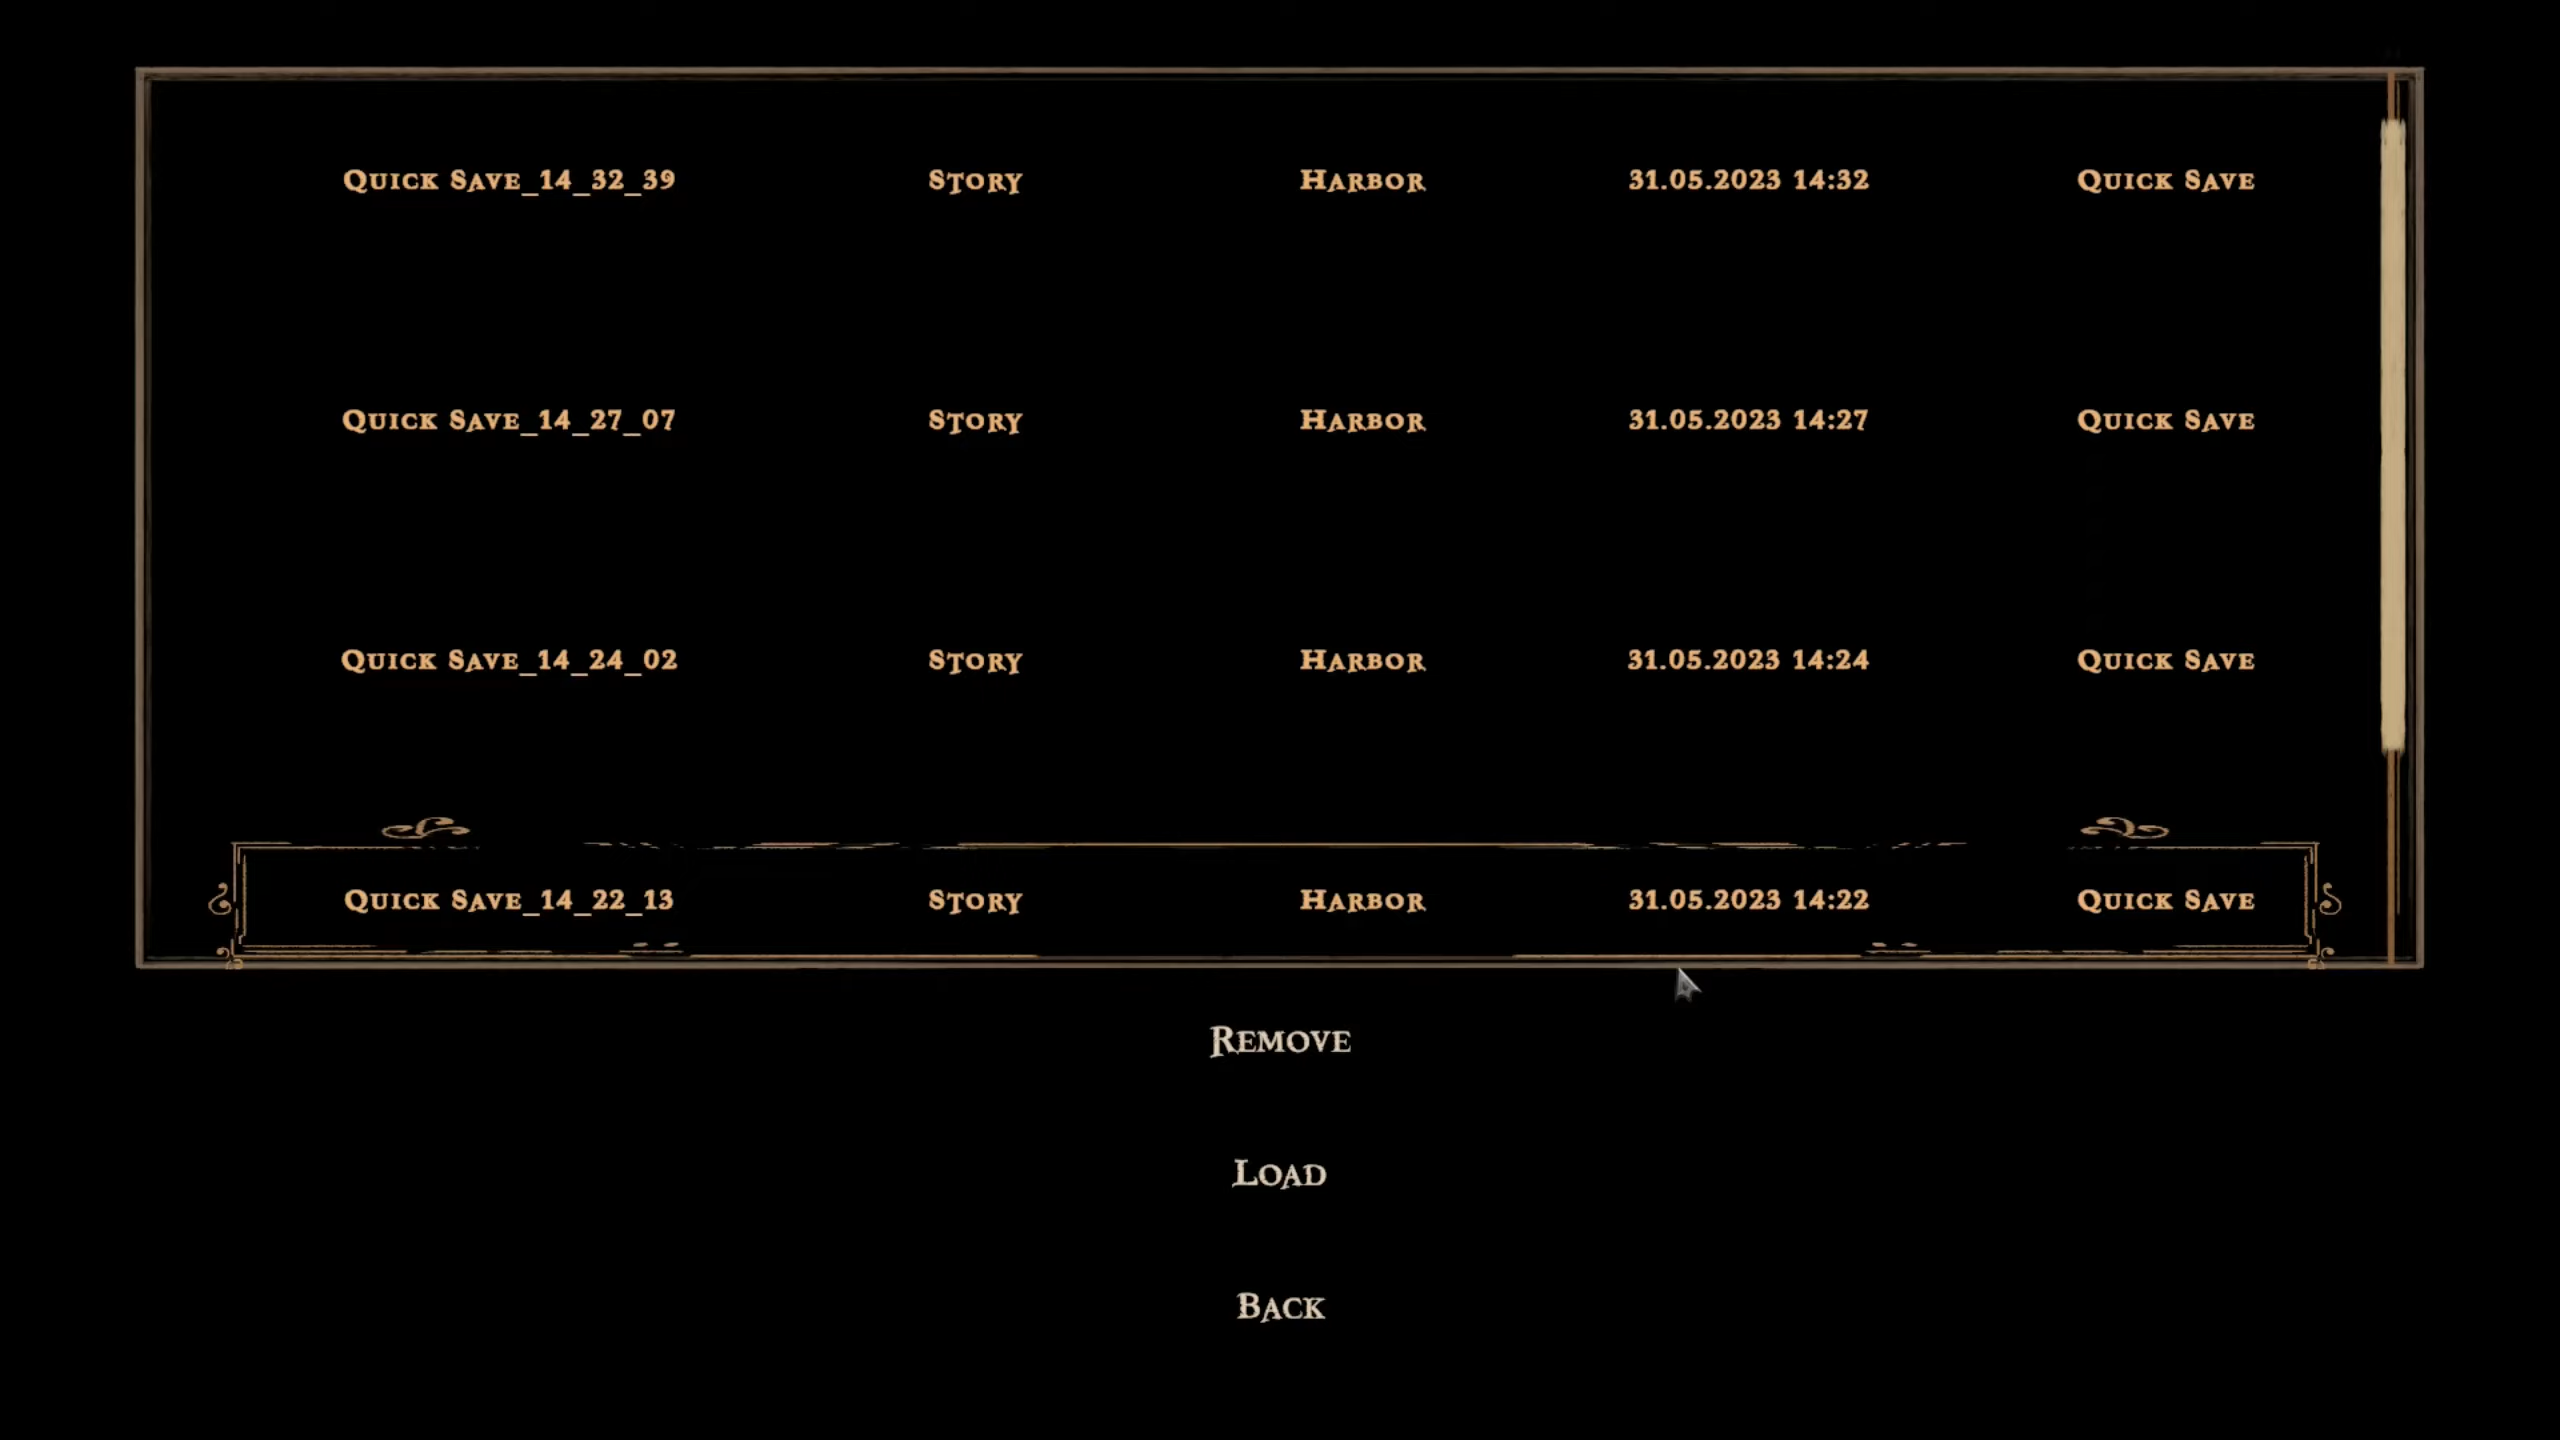 Quick Save_14_32_39 Story Harbor 31.05.2023 14:32 Quick Save
Quick Save_14_27_07 Story Harbor 31.05.2023 14:27 Quick Save
Quick Save_14_24_02 Story Harbor 31.05.2023 14:24 Quick Save
Quick Save_14_22_13 Story Harbor 31.05.2023 14:22 Quick Save
Remove
Load
Back